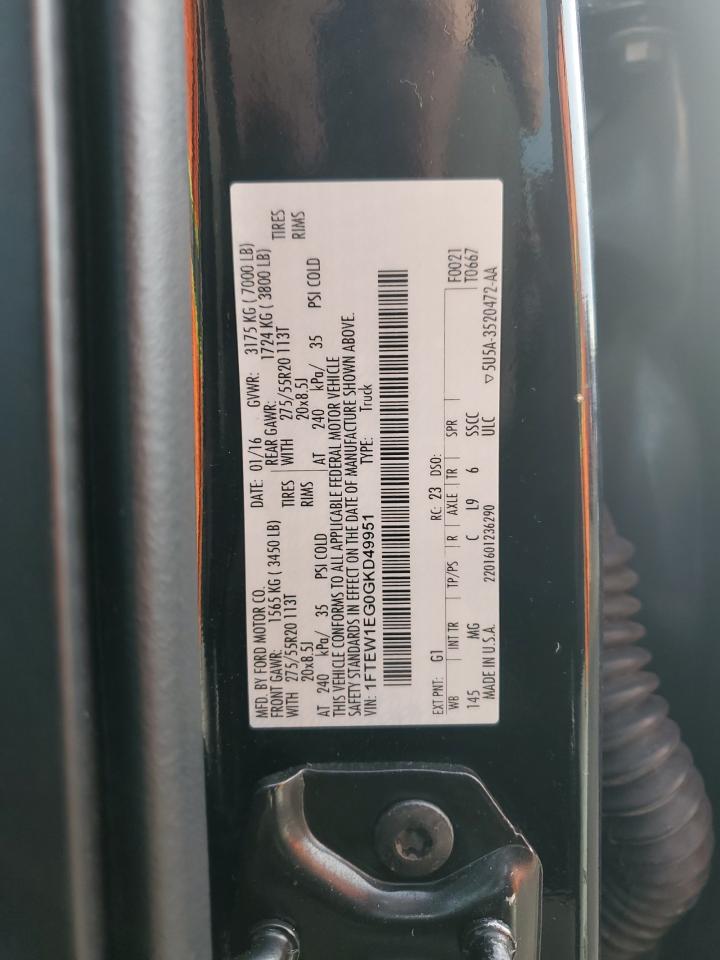 MFD. BY FORD MOTOR CO. DATE: 01/16 GVWR: 3175 KG ( 7000 LB)
FRONT GAWR: 1565 KG ( 3450 LB) REAR GAWR: 1724 KG ( 3800 LB)
WITH 275/55R20 113T TIRES WITH 275/55R20 113T TIRES
20x8.5J RIMS 20x8.5J RIMS
AT 240 kPa/ 35 PSI COLD AT 240 kPa/ 35 PSI COLD
THIS VEHICLE CONFORMS TO ALL APPLICABLE FEDERAL MOTOR VEHICLE
SAFETY STANDARDS IN EFFECT ON THE DATE OF MANUFACTURE SHOWN ABOVE.
VIN: 1FTEW1EG0GKD49951 TYPE: Truck
EXT PNT: G1 RC: 23 DSO: F0021
WB INT TR TP/PS R AXLE TR SPR T0667
145 MG C L9 6 SSCC
MADE IN U.S.A. 2201601236290 ULC ▽5U5A-3520472-AA